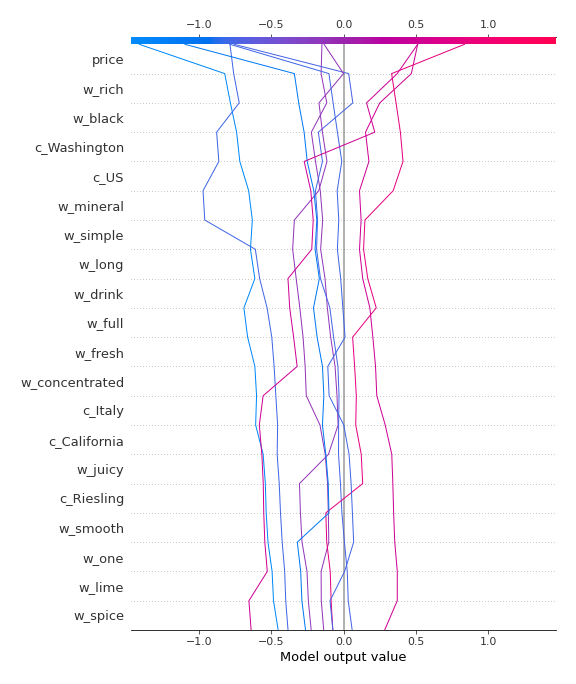 −1.0 −0.5 0.0 0.5 1.0
price
w_rich
w_black
c_Washington
c_US
w_mineral
w_simple
w_long
w_drink
w_full
w_fresh
w_concentrated
c_Italy
c_California
w_juicy
c_Riesling
w_smooth
w_one
w_lime
w_spice
−1.0 −0.5 0.0 0.5 1.0
Model output value